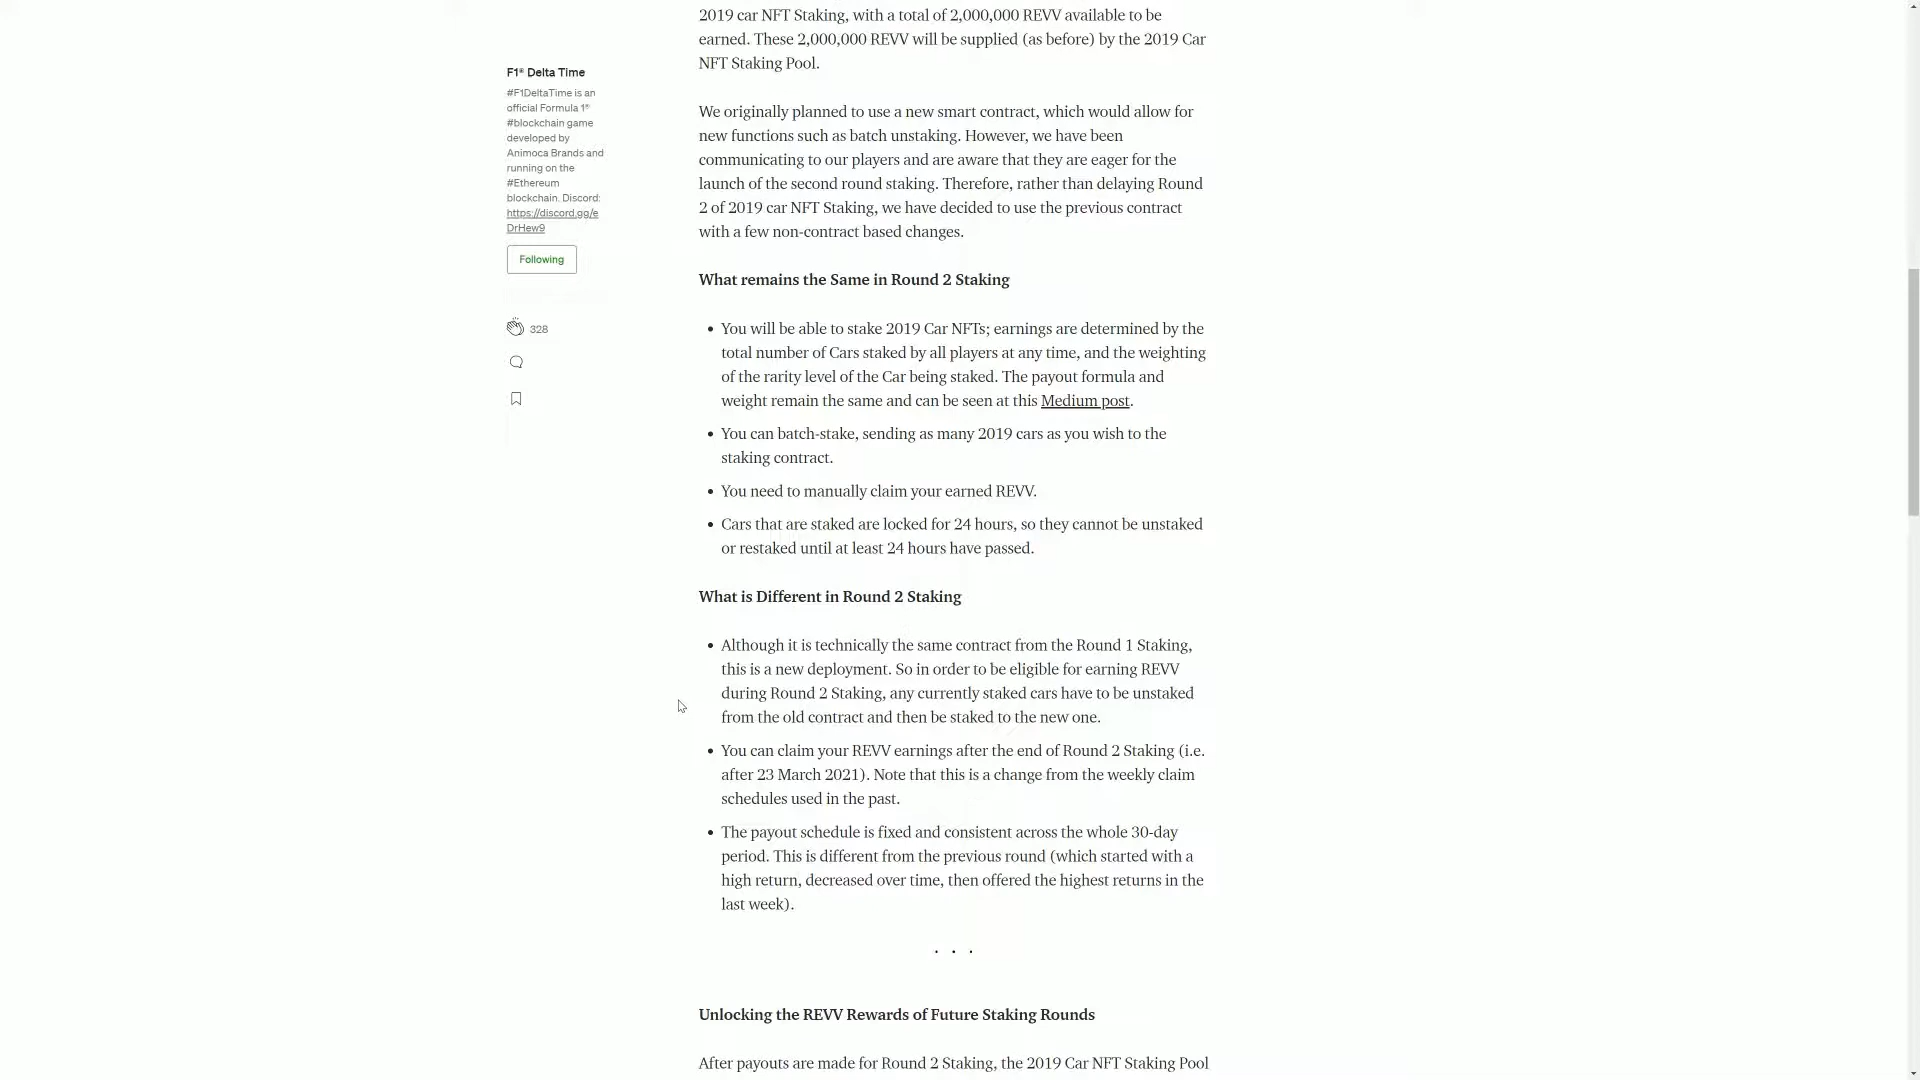 2019 car NFT Staking, with a total of 2,000,000 REVV available to be
earned. These 2,000,000 REVV will be supplied (as before) by the 2019 Car
NFT Staking Pool.
F1® Delta Time
#F1DeltaTime is an
official Formula 1®
#blockchain game
developed by
Animoca Brands and
running on the
#Ethereum
blockchain. Discord:
https://discord.gg/e
DrHew9
Following
328
We originally planned to use a new smart contract, which would allow for
new functions such as batch unstaking. However, we have been
communicating to our players and are aware that they are eager for the
launch of the second round staking. Therefore, rather than delaying Round
2 of 2019 car NFT Staking, we have decided to use the previous contract
with a few non-contract based changes.
What remains the Same in Round 2 Staking
• You will be able to stake 2019 Car NFTs; earnings are determined by the
total number of Cars staked by all players at any time, and the weighting
of the rarity level of the Car being staked. The payout formula and
weight remain the same and can be seen at this Medium post.
• You can batch-stake, sending as many 2019 cars as you wish to the
staking contract.
• You need to manually claim your earned REVV.
• Cars that are staked are locked for 24 hours, so they cannot be unstaked
or restaked until at least 24 hours have passed.
What is Different in Round 2 Staking
• Although it is technically the same contract from the Round 1 Staking,
this is a new deployment. So in order to be eligible for earning REVV
during Round 2 Staking, any currently staked cars have to be unstaked
from the old contract and then be staked to the new one.
• You can claim your REVV earnings after the end of Round 2 Staking (i.e.
after 23 March 2021). Note that this is a change from the weekly claim
schedules used in the past.
• The payout schedule is fixed and consistent across the whole 30-day
period. This is different from the previous round (which started with a
high return, decreased over time, then offered the highest returns in the
last week).
. . .
Unlocking the REVV Rewards of Future Staking Rounds
After payouts are made for Round 2 Staking, the 2019 Car NFT Staking Pool